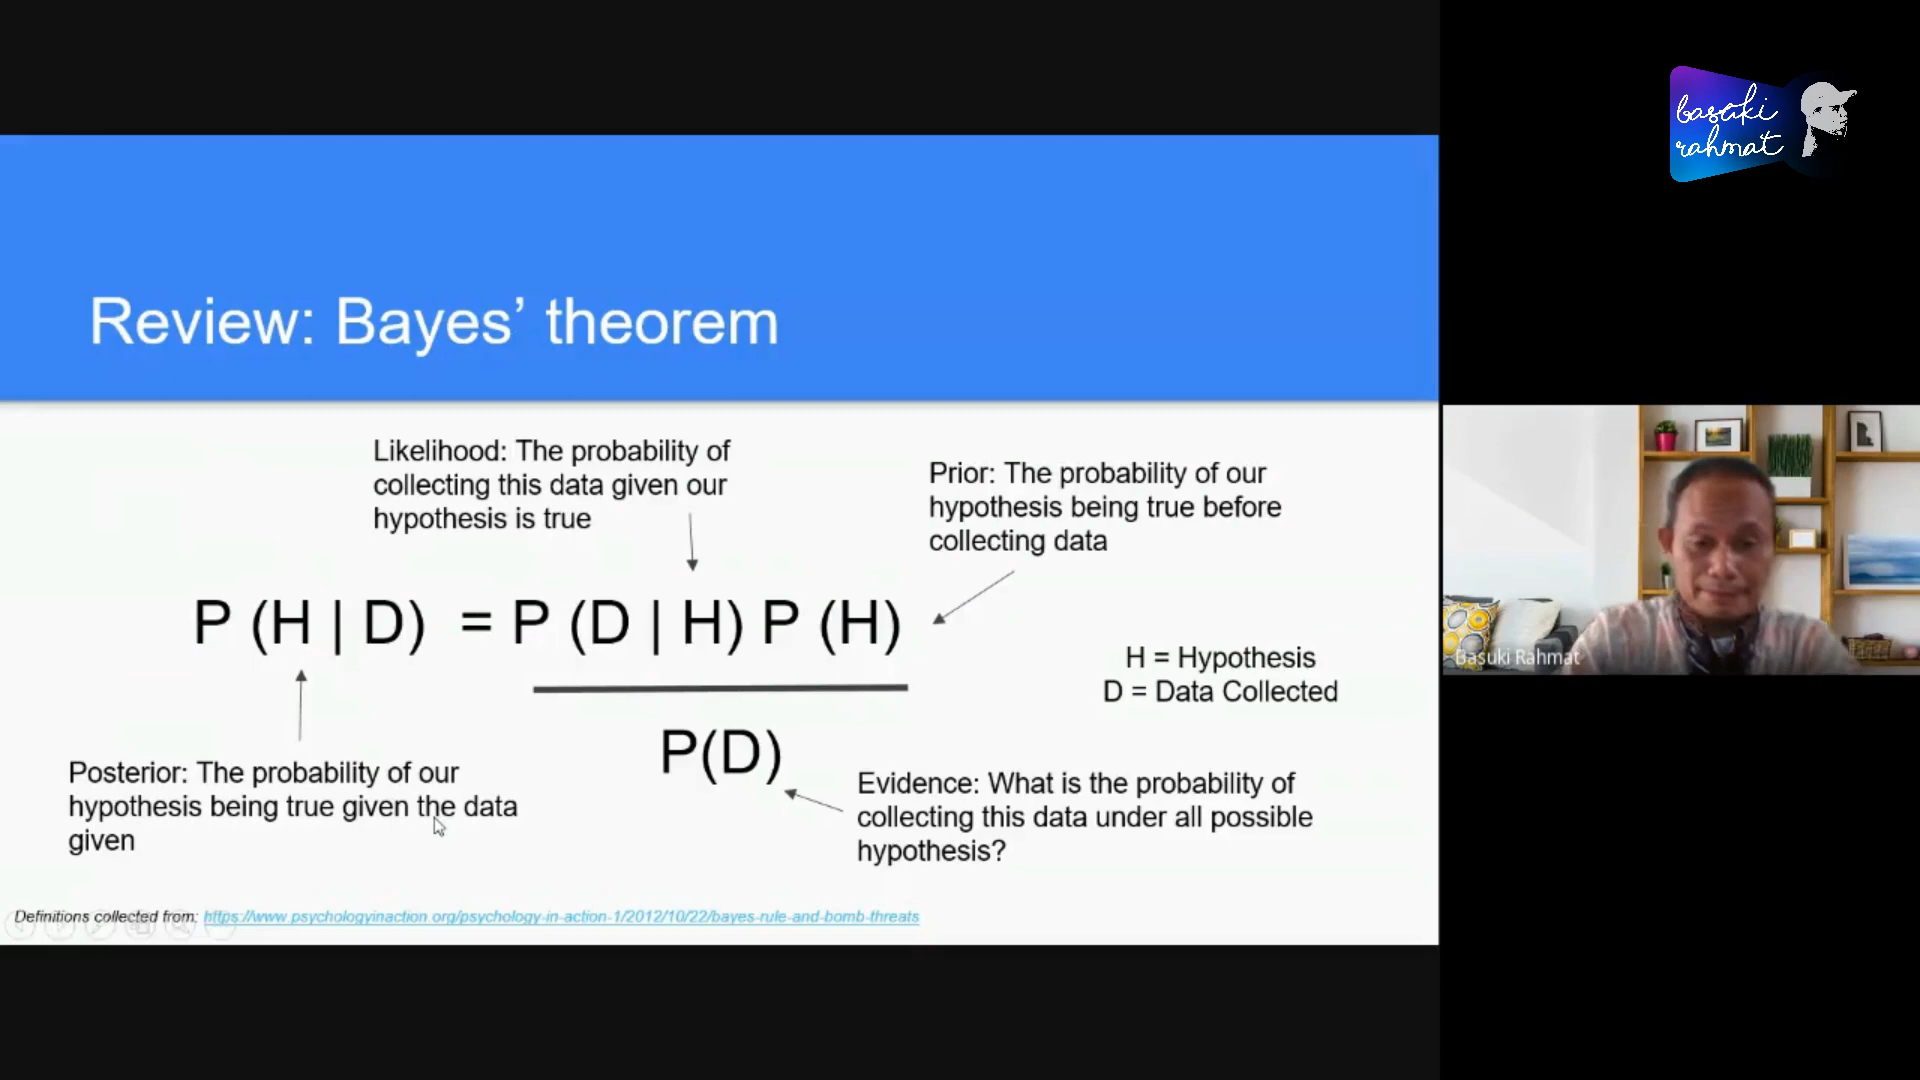 basuki
rahmat
Review: Bayes’ theorem
Likelihood: The probability of
collecting this data given our
hypothesis is true
Prior: The probability of our
hypothesis being true before
collecting data
P (H | D) = P (D | H) P (H)
P(D)
H = Hypothesis
D = Data Collected
Posterior: The probability of our
hypothesis being true given the data
given
Evidence: What is the probability of
collecting this data under all possible
hypothesis?
Definitions collected from: https://www.psychologyinaction.org/psychology-in-action-1/2012/10/22/bayes-rule-and-bomb-threats
Basuki Rahmat